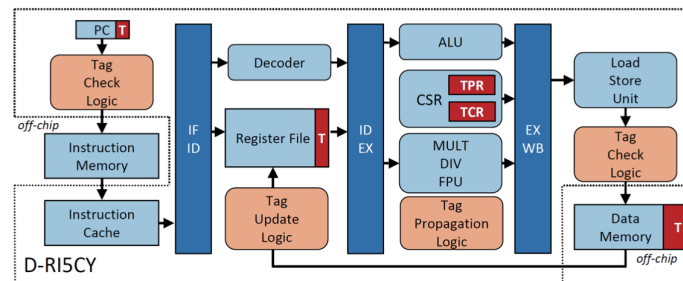 PC T
Tag
Check
Logic
off-chip
Instruction
Memory
Instruction
Cache
D-RI5CY
IF
ID
Decoder
Register File T
Tag
Update
Logic
ID
EX
ALU
CSR
TPR
TCR
MULT
DIV
FPU
Tag
Propagation
Logic
EX
WB
Load
Store
Unit
Tag
Check
Logic
Data
Memory
T
off-chip